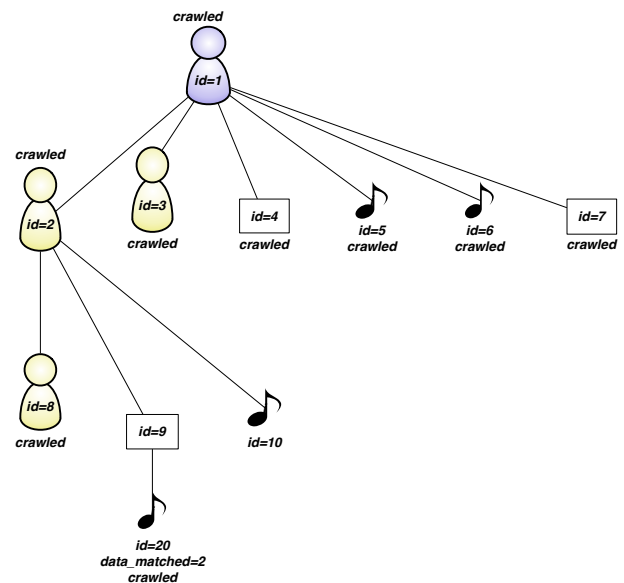 crawled
id=1
crawled
id=2
id=3
crawled
id=4
crawled
id=5
crawled
id=6
crawled
id=7
crawled
id=8
crawled
id=9
id=10
id=20
data_matched=2
crawled